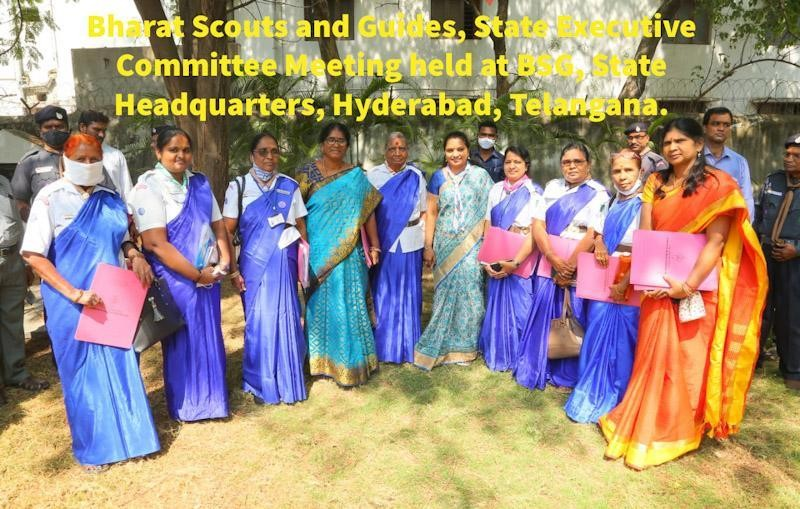 Bharat Scouts and Guides, State Executive
Committee Meeting held at BSG, State
Headquarters, Hyderabad, Telangana.